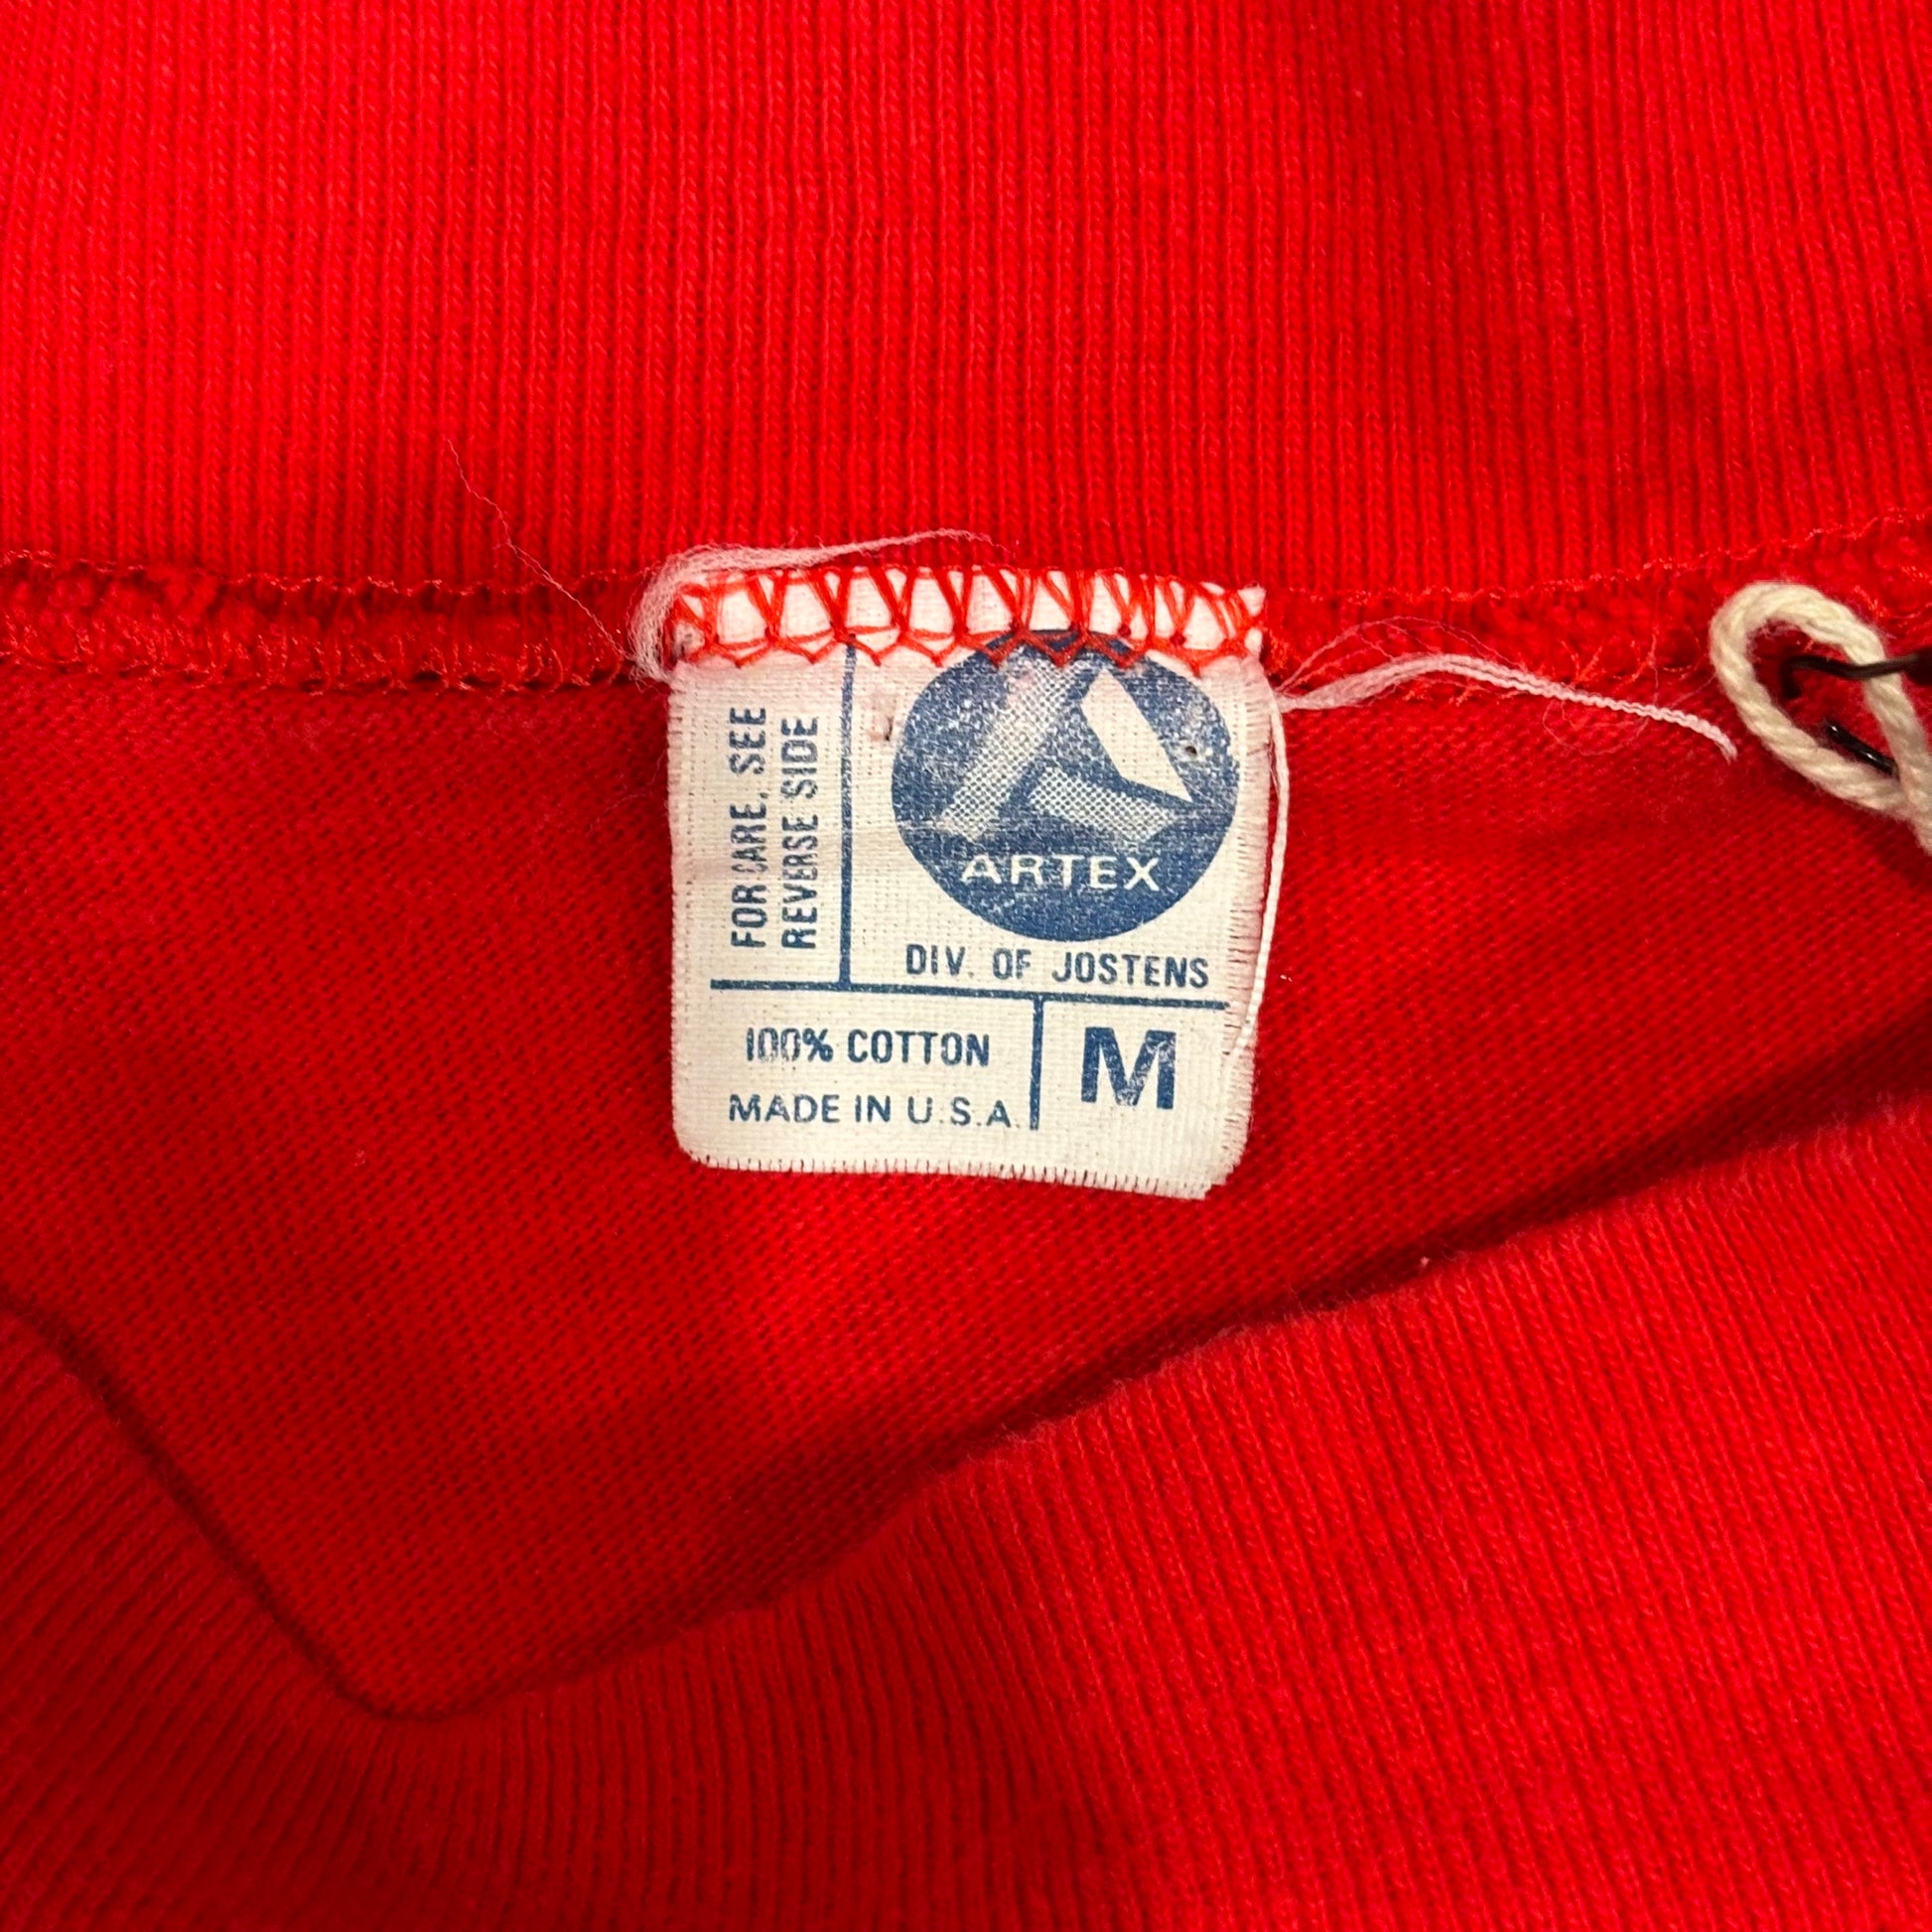 FOR CARE, SEE
REVERSE SIDE
ARTEX
DIV. OF JOSTENS
100% COTTON
MADE IN U.S.A.
M